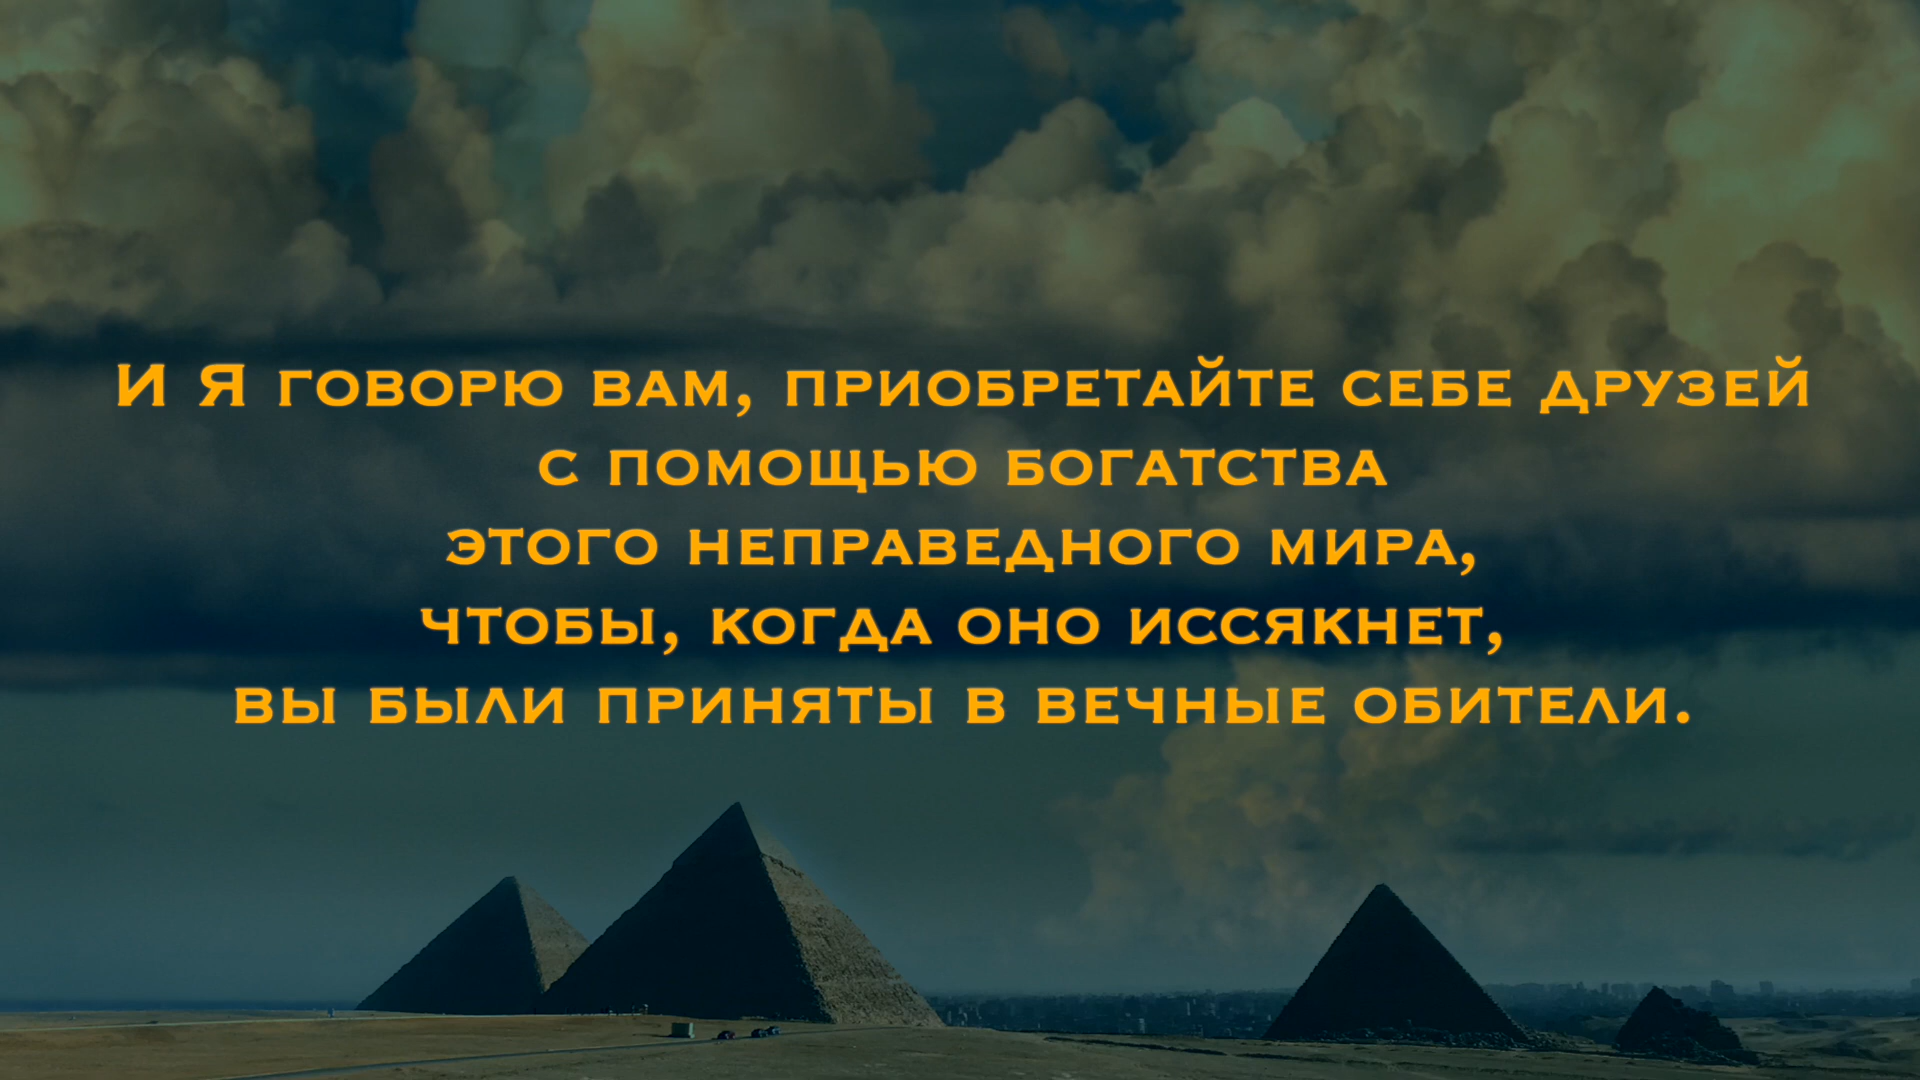 И Я ГОВОРЮ ВАМ, ПРИОБРЕТАЙТЕ СЕБЕ ДРУЗЕЙ
С ПОМОЩЬЮ БОГАТСТВА
ЭТОГО НЕПРАВЕДНОГО МИРА,
ЧТОБЫ, КОГДА ОНО ИССЯКНЕТ,
ВЫ БЫЛИ ПРИНЯТЫ В ВЕЧНЫЕ ОБИТЕЛИ.